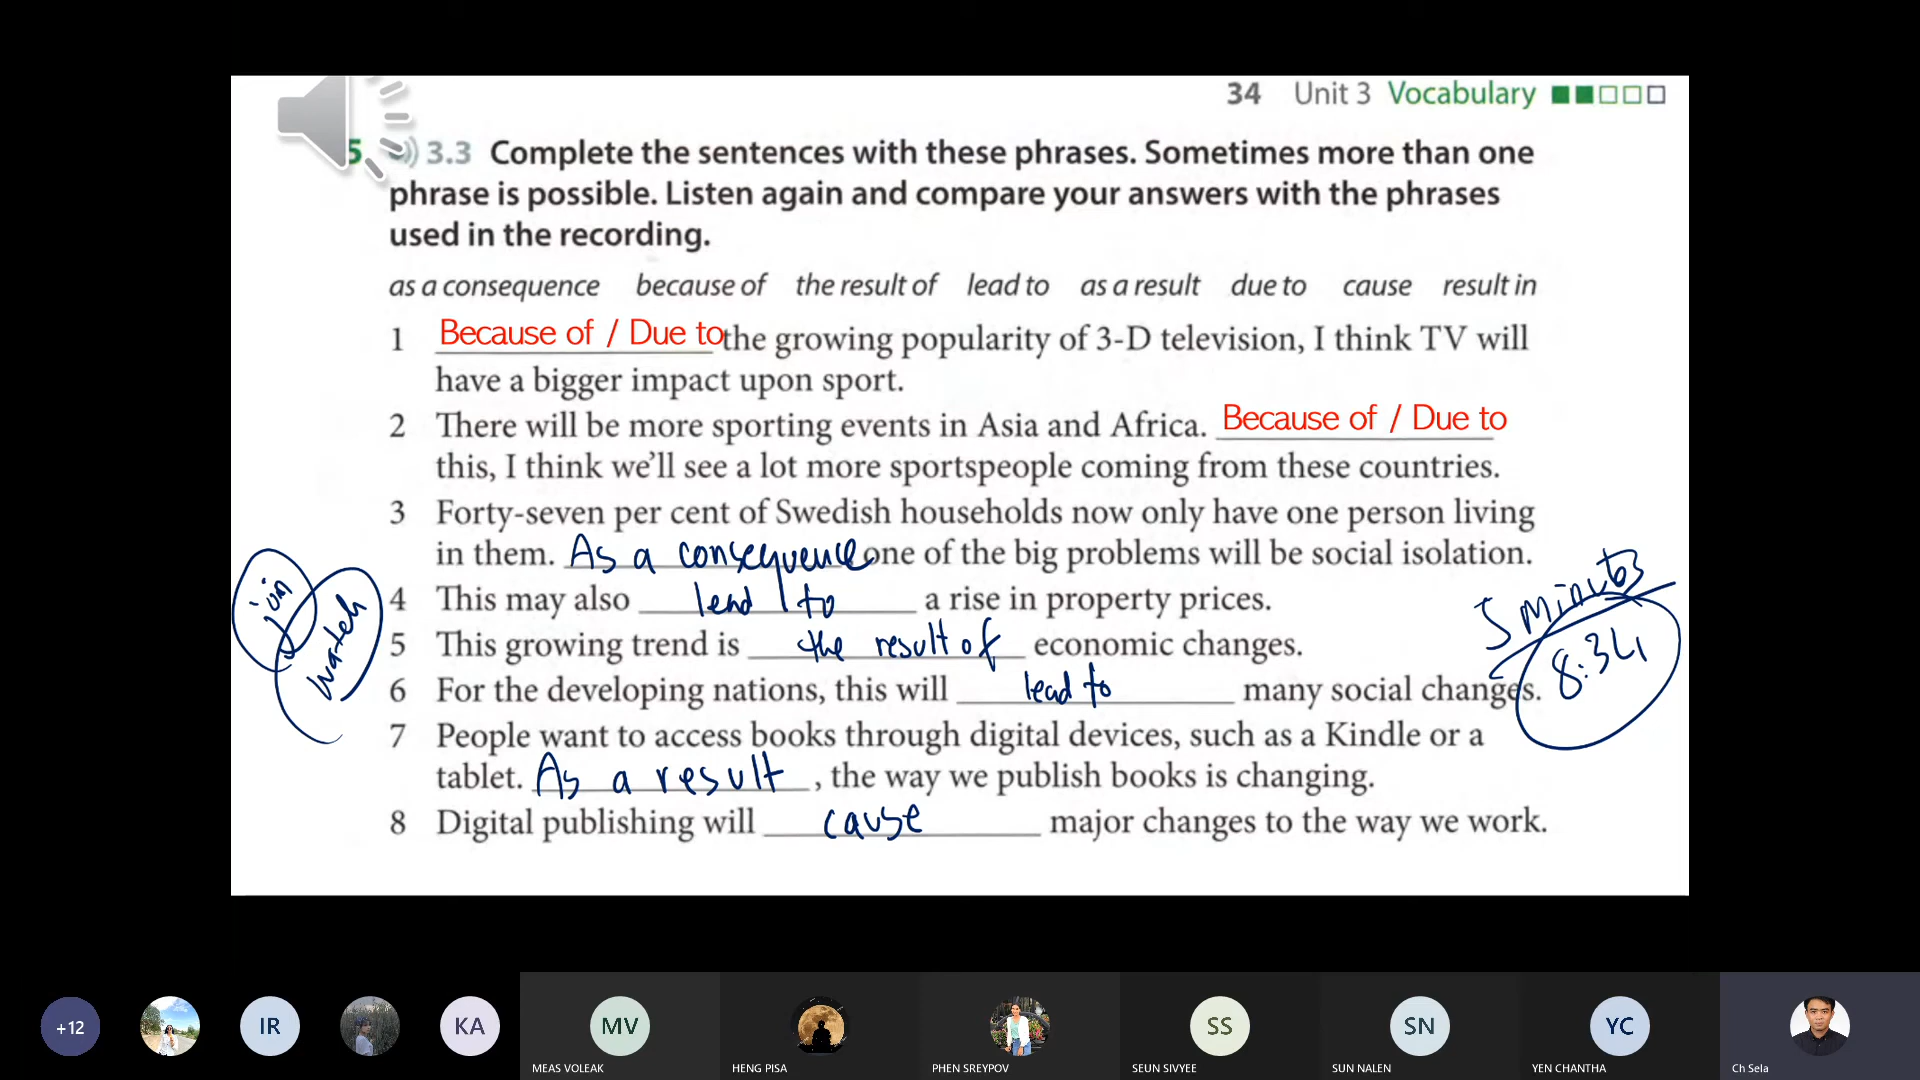 34 Unit 3 Vocabulary
5 3.3 Complete the sentences with these phrases. Sometimes more than one
phrase is possible. Listen again and compare your answers with the phrases
used in the recording.
as a consequence because of the result of lead to as a result due to cause result in
1 Because of / Due to the growing popularity of 3-D television, I think TV will
have a bigger impact upon sport.
2 There will be more sporting events in Asia and Africa. Because of / Due to
this, I think we'll see a lot more sportspeople coming from these countries.
3 Forty-seven per cent of Swedish households now only have one person living
in them. As a consequence one of the big problems will be social isolation.
4 This may also lead to a rise in property prices.
5 This growing trend is the result of economic changes.
6 For the developing nations, this will lead to many social changes.
7 People want to access books through digital devices, such as a Kindle or a
tablet. As a result, the way we publish books is changing.
8 Digital publishing will cause major changes to the way we work.
join
watch
5 minutes
8:34
+12 IR KA MV SS SN YC
MEAS VOLEAK HENG PISA PHEN SREYPOV SEUN SIVYEE SUN NALEN YEN CHANTHA Ch Sela